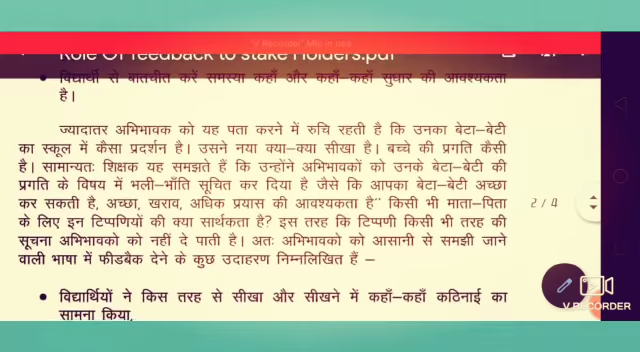 "V Recorder" Mic in use
Role Of feedback to stake Holders.pdf
• विद्यार्थी से बातचीत करें समस्या कहाँ और कहाँ–कहाँ सुधार की आवश्यकता
है।
ज्यादातर अभिभावक को यह पता करने में रुचि रहती है कि उनका बेटा–बेटी
का स्कूल में कैसा प्रदर्शन है। उसने नया क्या–क्या सीखा है। बच्चे की प्रगति कैसी
है। सामान्यतः शिक्षक यह समझते हैं कि उन्होंने अभिभावकों को उनके बेटा–बेटी की
प्रगति के विषय में भली–भाँति सूचित कर दिया है जैसे कि आपका बेटा–बेटी अच्छा
कर सकती है, अच्छा, खराव, अधिक प्रयास की आवश्यकता है" किसी भी माता–पिता
के लिए इन टिप्पणियों की क्या सार्थकता है? इस तरह कि टिप्पणी किसी भी तरह की
सूचना अभिभावको को नहीं दे पाती है। अतः अभिभावको को आसानी से समझी जाने
वाली भाषा में फीडबैक देने के कुछ उदाहरण निम्नलिखित हैं –
2 / 4
• विद्यार्थियों ने किस तरह से सीखा और सीखने में कहाँ–कहाँ कठिनाई का
सामना किया,
V RECORDER